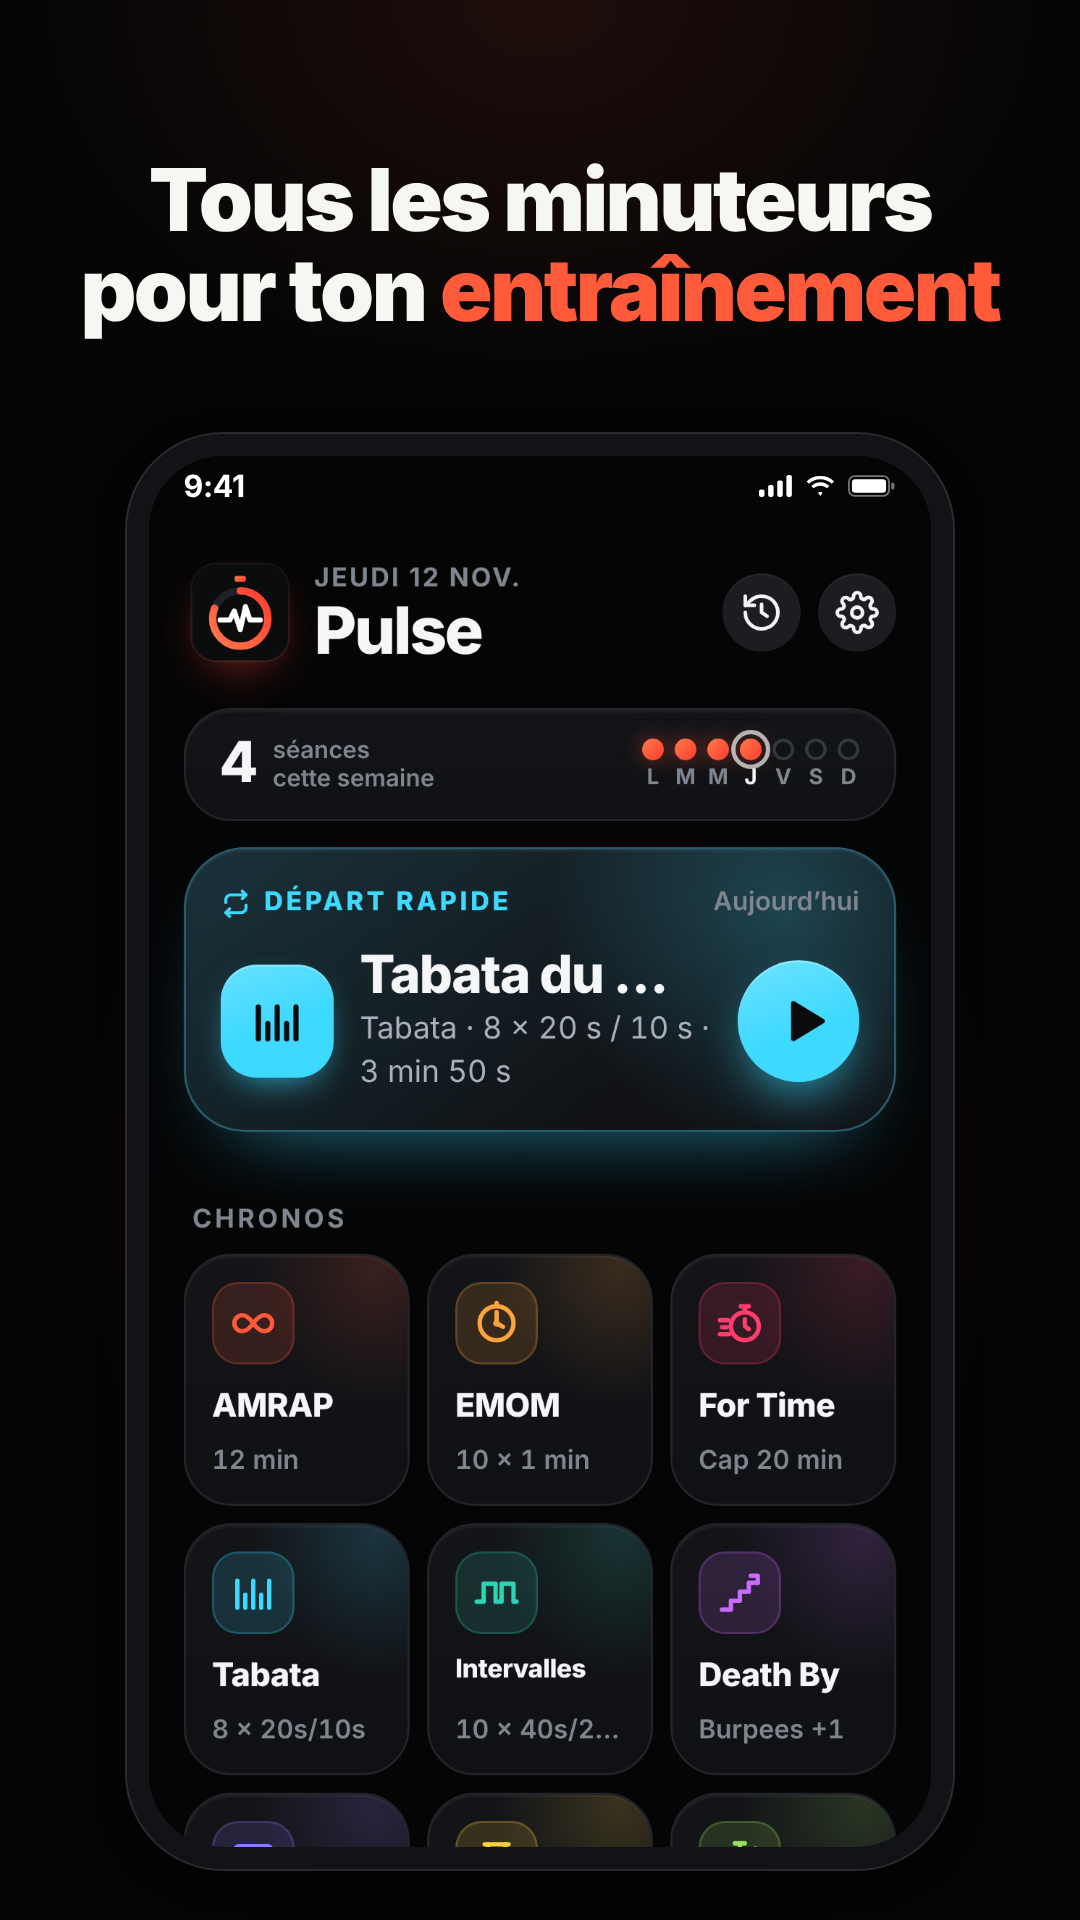 Tous les minuteurs
pour ton entraînement
9:41
JEUDI 12 NOV.
Pulse
4 séances
cette semaine
L M M J V S D
DÉPART RAPIDE
Aujourd’hui
Tabata du ...
Tabata · 8 × 20 s / 10 s ·
3 min 50 s
CHRONOS
AMRAP
12 min
EMOM
10 × 1 min
For Time
Cap 20 min
Tabata
8 × 20s/10s
Intervalles
10 × 40s/2...
Death By
Burpees +1